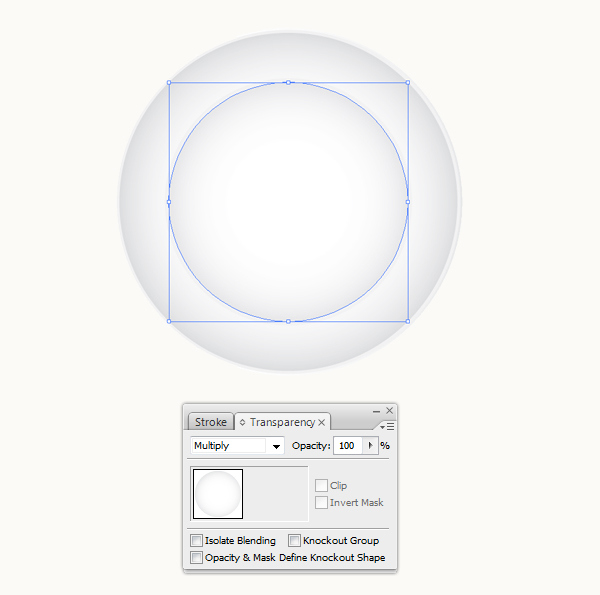 Stroke Transparency
Multiply Opacity: 100 %
Clip
Invert Mask
Isolate Blending Knockout Group
Opacity & Mask Define Knockout Shape